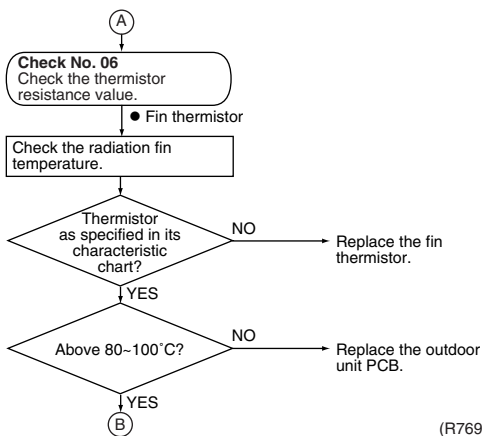 A
Check No. 06
Check the thermistor
resistance value.
● Fin thermistor
Check the radiation fin
temperature.
Thermistor
as specified in its
characteristic
chart?
NO
Replace the fin
thermistor.
YES
Above 80~100˚C?
NO
Replace the outdoor
unit PCB.
YES
B
(R769